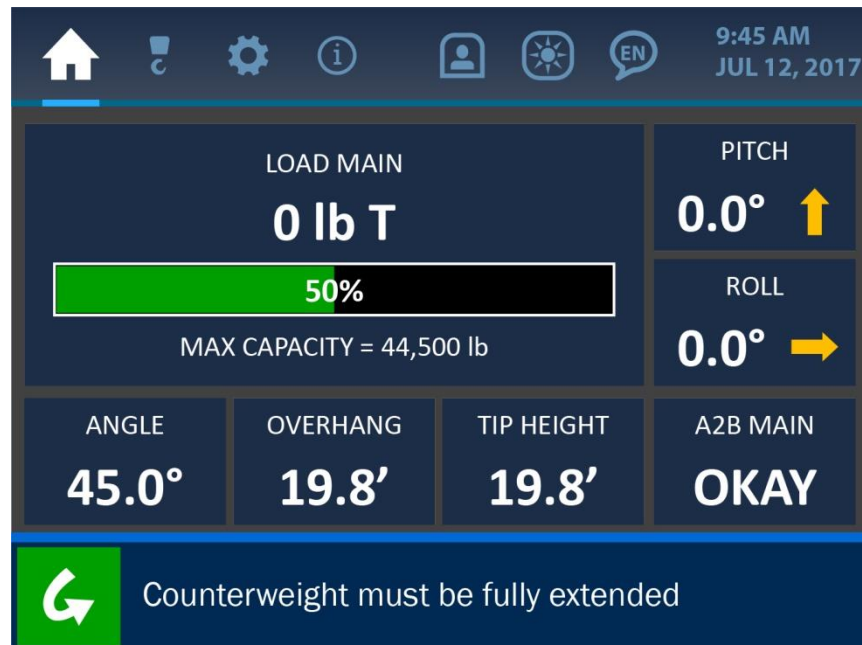 EN
9:45 AM
JUL 12, 2017
LOAD MAIN
0 lb T
50%
MAX CAPACITY = 44,500 lb
PITCH
0.0°
ROLL
0.0°
ANGLE
45.0°
OVERHANG
19.8’
TIP HEIGHT
19.8’
A2B MAIN
OKAY
Counterweight must be fully extended